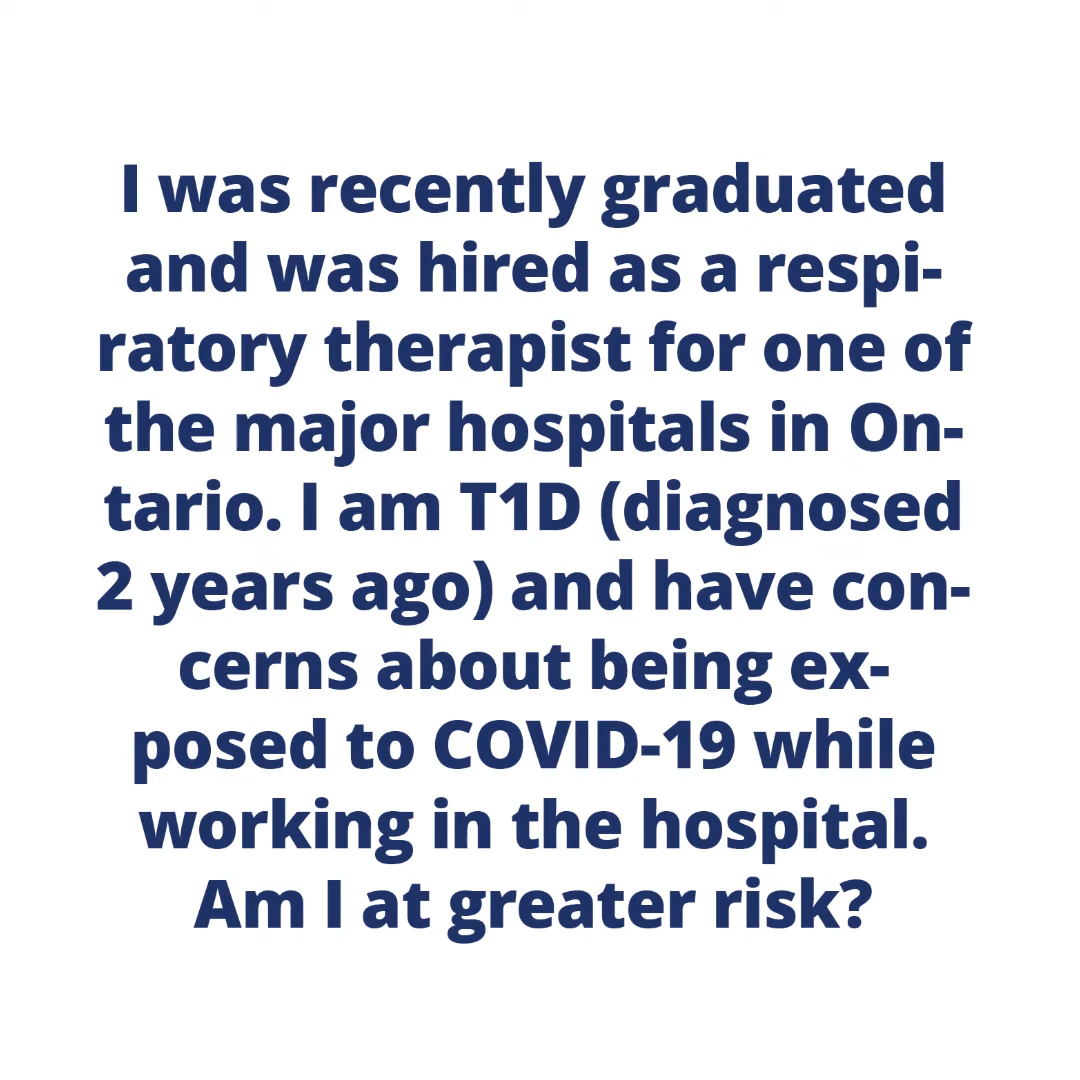 I was recently graduated
and was hired as a respi-
ratory therapist for one of
the major hospitals in On-
tario. I am T1D (diagnosed
2 years ago) and have con-
cerns about being ex-
posed to COVID-19 while
working in the hospital.
Am I at greater risk?